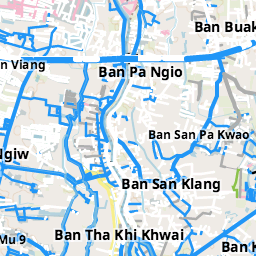 Ban Buak
n Viang
Ban Pa Ngio
Ban San Pa Kwao
Ngiw
Ban San Klang
Ban Tha Khi Khwai
Mu 9
Ban K